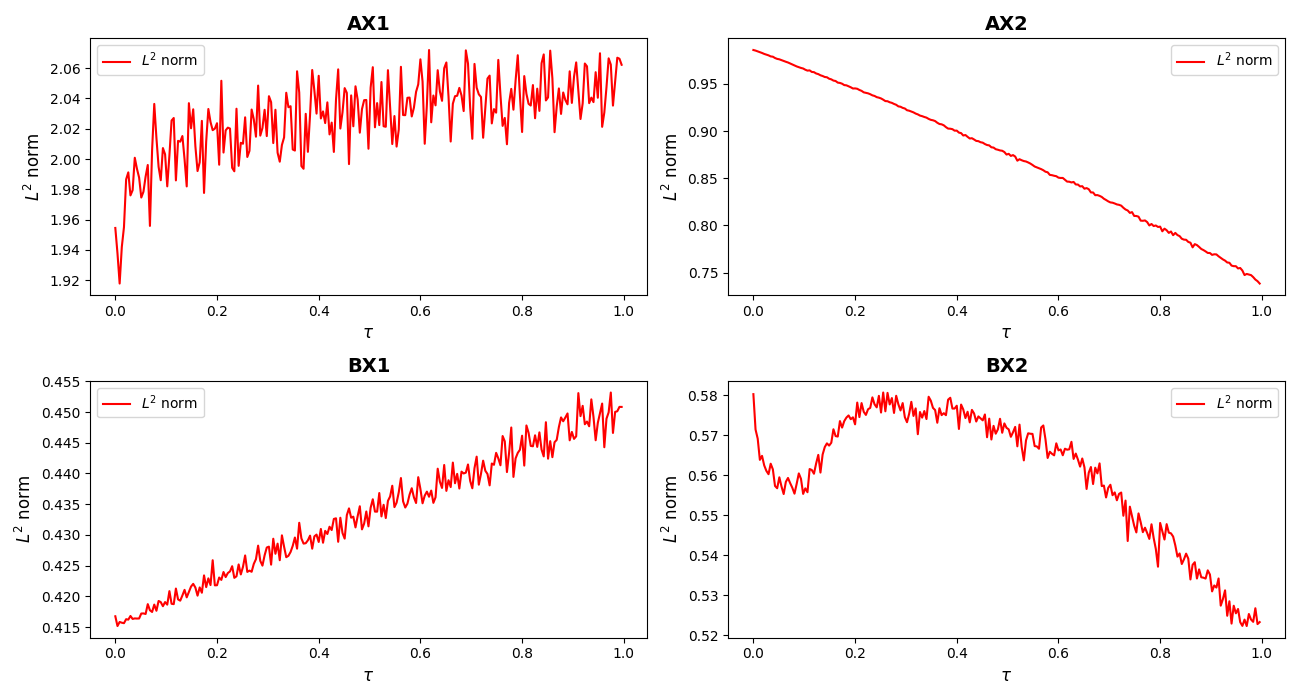 AX1
L² norm
2.06
2.04
2.02
2.00
1.98
1.96
1.94
1.92
L² norm
0.0 0.2 0.4 0.6 0.8 1.0
τ
AX2
L² norm
0.95
0.90
0.85
0.80
0.75
L² norm
0.0 0.2 0.4 0.6 0.8 1.0
τ
BX1
L² norm
0.455
0.450
0.445
0.440
0.435
0.430
0.425
0.420
0.415
L² norm
0.0 0.2 0.4 0.6 0.8 1.0
τ
BX2
L² norm
0.58
0.57
0.56
0.55
0.54
0.53
0.52
L² norm
0.0 0.2 0.4 0.6 0.8 1.0
τ